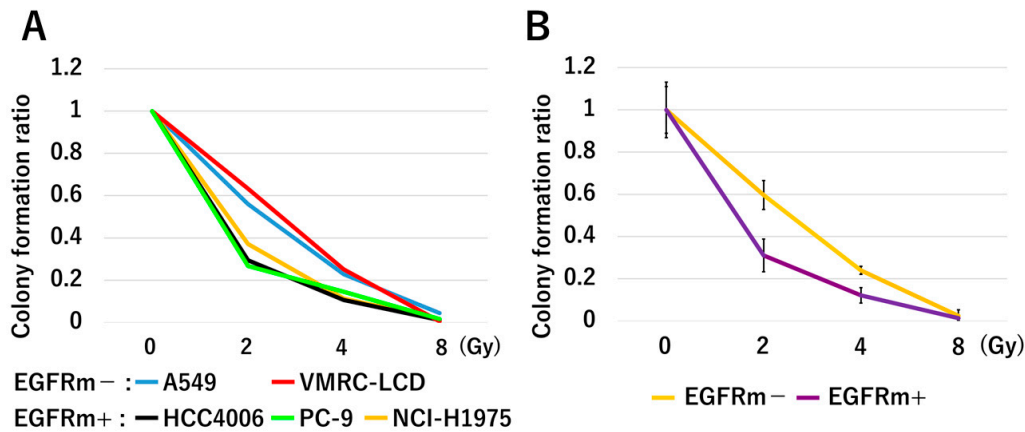 A
Colony formation ratio
1.2
1
0.8
0.6
0.4
0.2
0
0 2 4 8 (Gy)
EGFRm− : A549 VMRC-LCD
EGFRm+ : HCC4006 PC-9 NCI-H1975
B
Colony formation ratio
1.2
1
0.8
0.6
0.4
0.2
0
0 2 4 8 (Gy)
EGFRm− EGFRm+